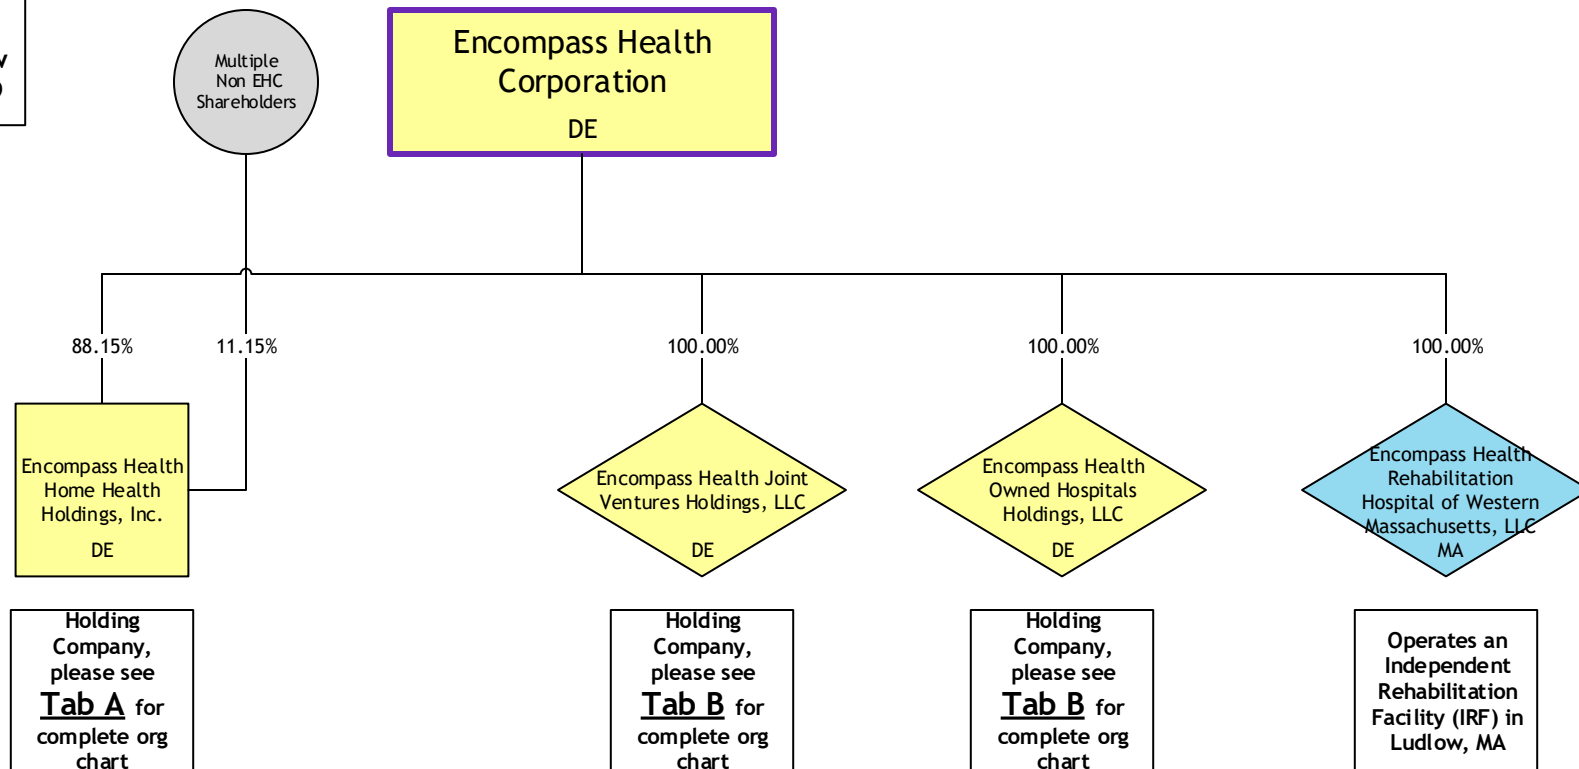 Multiple
Non EHC
Shareholders
Encompass Health
Corporation
DE
88.15%
11.15%
100.00%
100.00%
100.00%
Encompass Health
Home Health
Holdings, Inc.
DE
Encompass Health Joint
Ventures Holdings, LLC
DE
Encompass Health
Owned Hospitals
Holdings, LLC
DE
Encompass Health
Rehabilitation
Hospital of Western
Massachusetts, LLC
MA
Holding
Company,
please see
Tab A for
complete org
chart
Holding
Company,
please see
Tab B for
complete org
chart
Holding
Company,
please see
Tab B for
complete org
chart
Operates an
Independent
Rehabilitation
Facility (IRF) in
Ludlow, MA